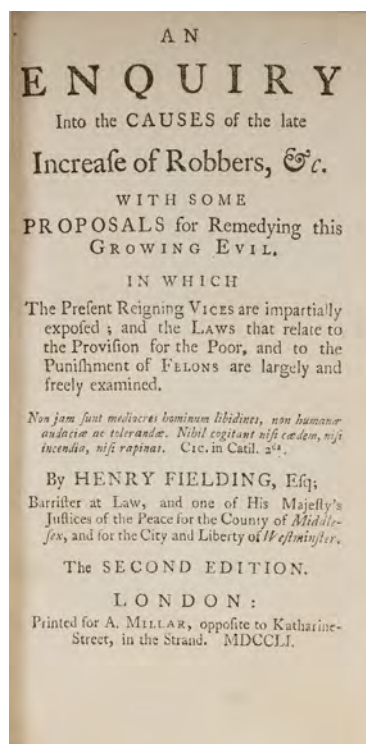 AN
ENQUIRY
Into the CAUSES of the late
Increaſe of Robbers, &c.
WITH SOME
PROPOSALS for Remedying this
GROWING EVIL.
IN WHICH
The Preſent Reigning VICES are impartially
expoſed ; and the LAWS that relate to
the Proviſion for the Poor, and to the
Puniſhment of FELONS are largely and
freely examined.
Non jam ſunt mediocres hominum libidines, non humanæ
audaciæ ac tolerandæ. Nihil cogitant niſi cædem, niſi
incendia, niſi rapinas. CIC. in Catil. 2da.
By HENRY FIELDING, Eſq;
Barriſter at Law, and one of His Majeſty's
Juſtices of the Peace for the County of Middle-
ſex, and for the City and Liberty of Weſtminſter.
The SECOND EDITION.
LONDON:
Printed for A. MILLAR, oppoſite to Katharine-
Street, in the Strand. MDCCLI.